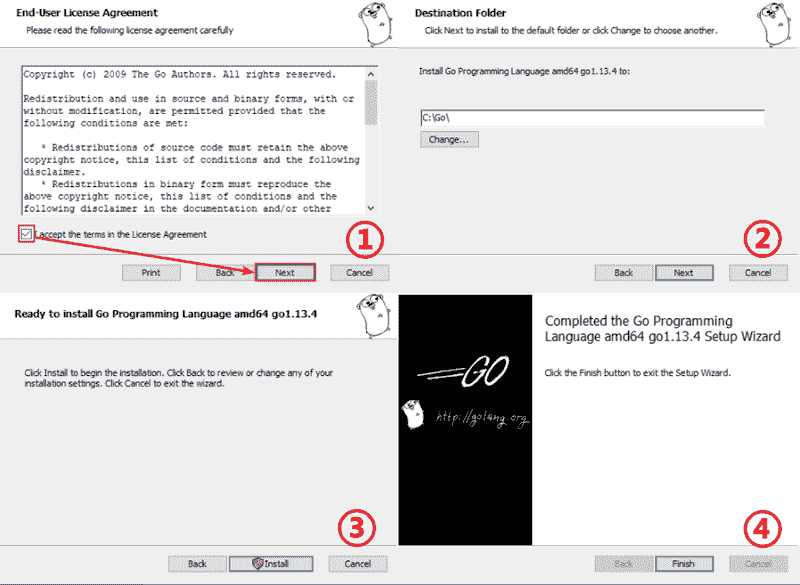 End-User License Agreement
Please read the following license agreement carefully
Copyright (c) 2009 The Go Authors. All rights reserved.
Redistribution and use in source and binary forms, with or
without modification, are permitted provided that the
following conditions are met:
* Redistributions of source code must retain the above
copyright notice, this list of conditions and the following
disclaimer.
* Redistributions in binary form must reproduce the
above copyright notice, this list of conditions and the
following disclaimer in the documentation and/or other
I accept the terms in the License Agreement
1
Print Back Next Cancel
Destination Folder
Click Next to install to the default folder or click Change to choose another.
Install Go Programming Language amd64 go1.13.4 to:
C:\Go\
Change...
2
Back Next Cancel
Ready to install Go Programming Language amd64 go1.13.4
Click Install to begin the installation. Click Back to review or change any of your
installation settings. Click Cancel to exit the wizard.
3
Back Install Cancel
GO
http://golang.org
Completed the Go Programming
Language amd64 go1.13.4 Setup Wizard
Click the Finish button to exit the Setup Wizard.
4
Back Finish Cancel